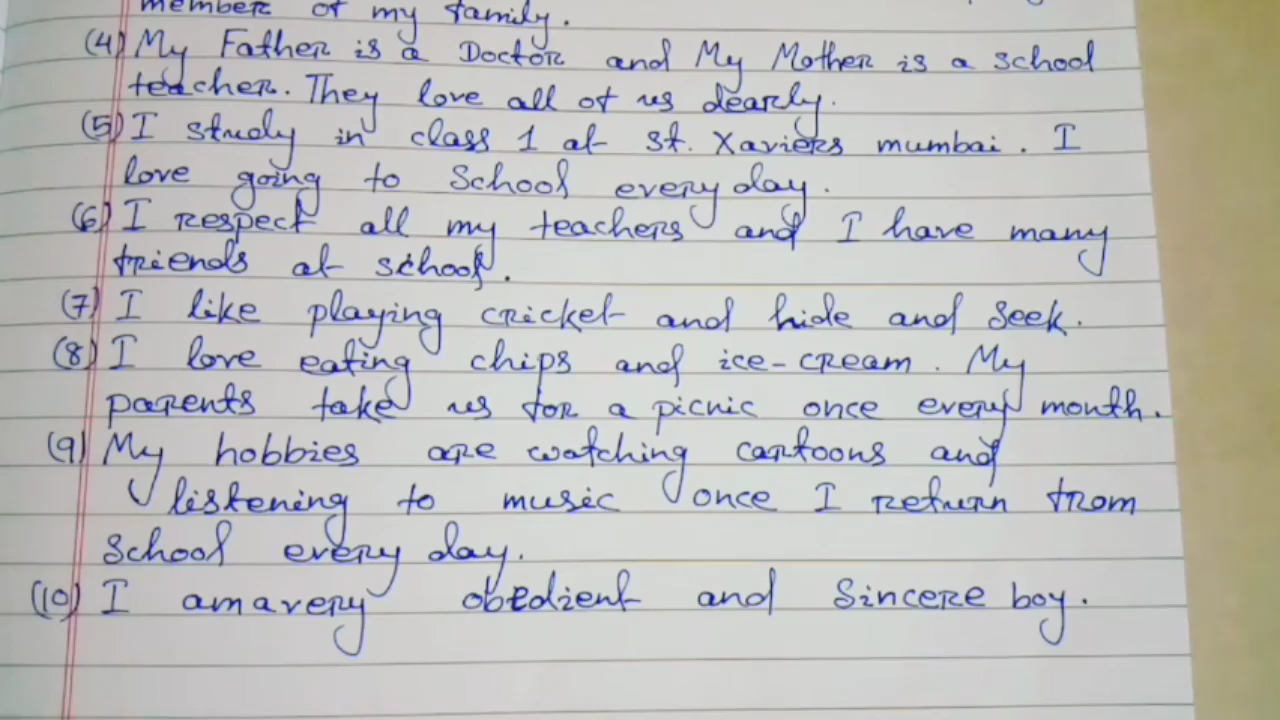 member of my family.
(4) My Father is a Doctor and My Mother is a school
teacher. They love all of us dearly.
(5) I study in class 1 at St. Xaviers mumbai. I
love going to School every day.
(6) I respect all my teachers and I have many
friends at school.
(7) I like playing cricket and hide and seek.
(8) I love eating chips and ice-cream. My
parents take us for a picnic once every month.
(9) My hobbies are watching cartoons and
listening to music once I return from
School every day.
(10) I am a very obedient and Sincere boy.